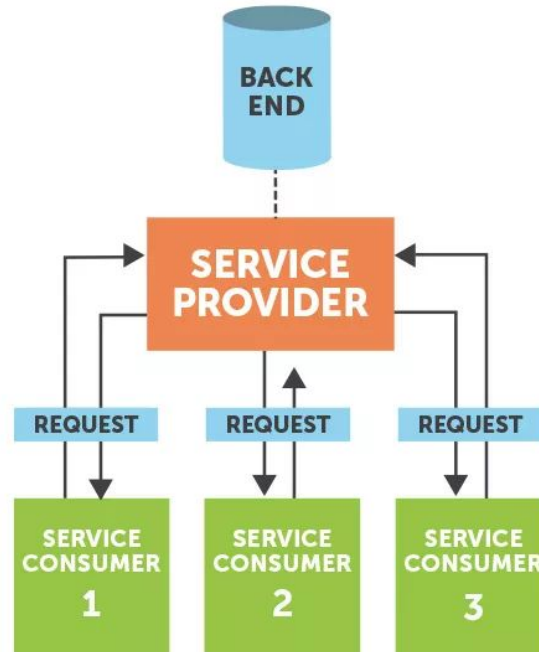 BACK
END
SERVICE
PROVIDER
REQUEST
REQUEST
REQUEST
SERVICE
CONSUMER
1
SERVICE
CONSUMER
2
SERVICE
CONSUMER
3